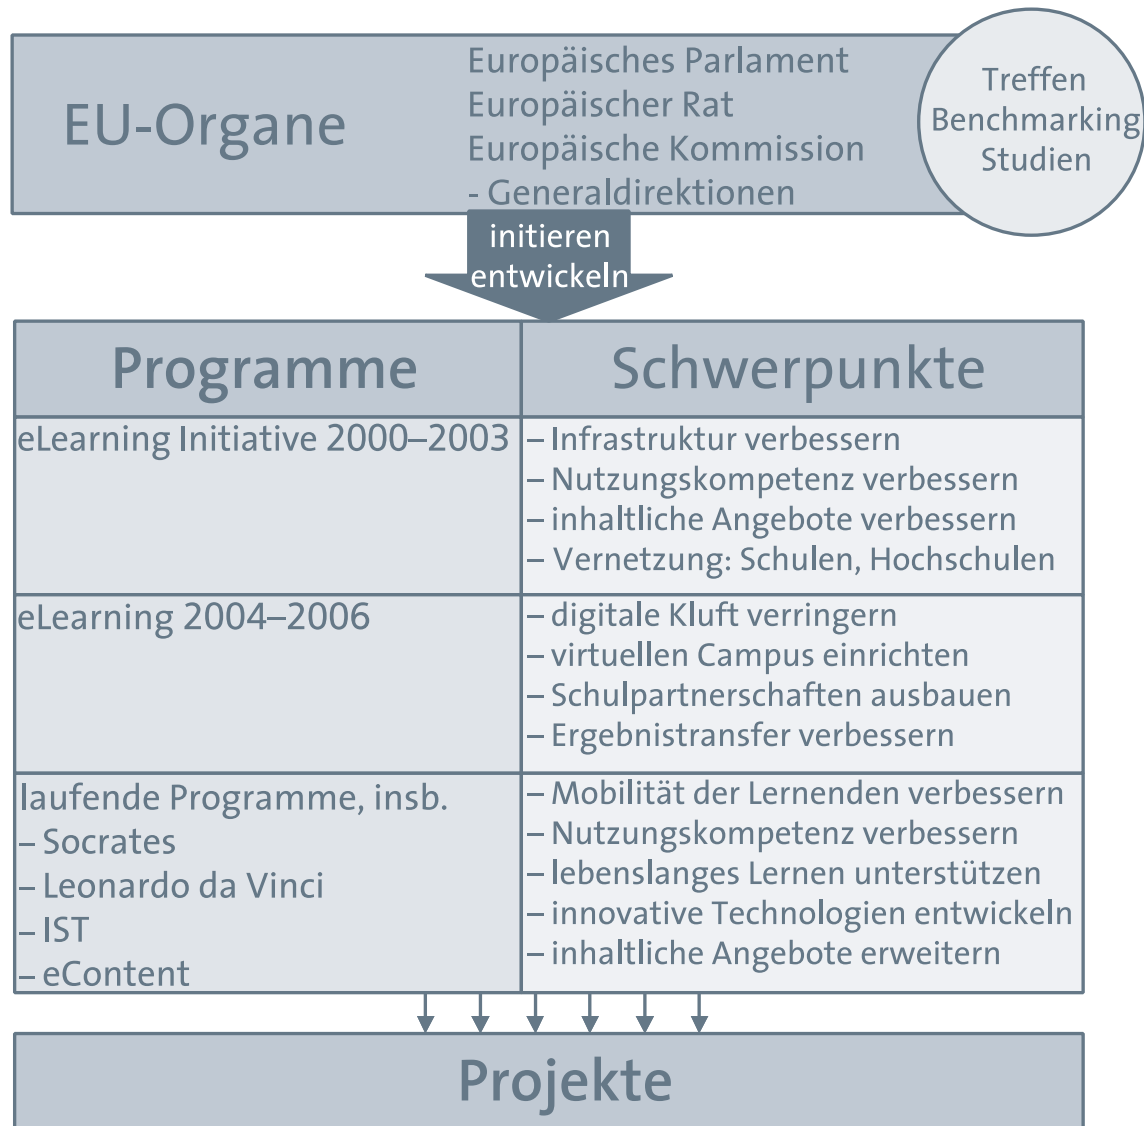 EU-Organe
Europäisches Parlament
Europäischer Rat
Europäische Kommission
- Generaldirektionen
Treffen
Benchmarking
Studien
initieren
entwickeln
Programme
Schwerpunkte
eLearning Initiative 2000–2003
– Infrastruktur verbessern
– Nutzungskompetenz verbessern
– inhaltliche Angebote verbessern
– Vernetzung: Schulen, Hochschulen
eLearning 2004–2006
– digitale Kluft verringern
– virtuellen Campus einrichten
– Schulpartnerschaften ausbauen
– Ergebnistransfer verbessern
laufende Programme, insb.
– Socrates
– Leonardo da Vinci
– IST
– eContent
– Mobilität der Lernenden verbessern
– Nutzungskompetenz verbessern
– lebenslanges Lernen unterstützen
– innovative Technologien entwickeln
– inhaltliche Angebote erweitern
Projekte